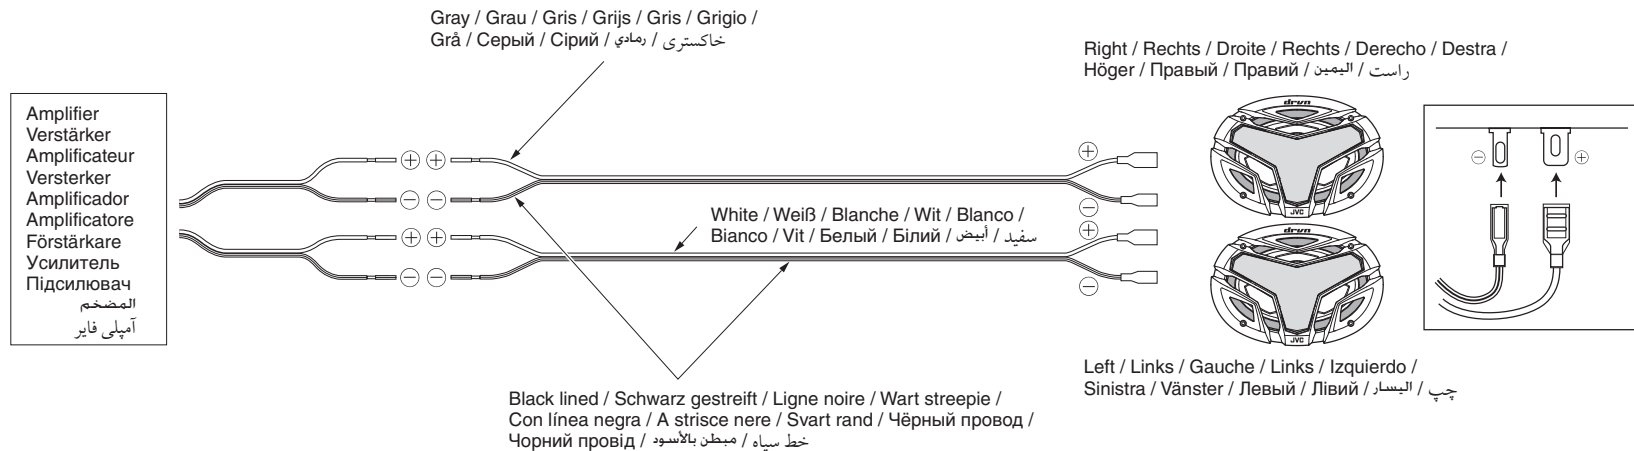 Gray / Grau / Gris / Grijs / Gris / Grigio /
Grå / Серый / Сірий / رمادي / خاکستری
Right / Rechts / Droite / Rechts / Derecho / Destra /
Höger / Правый / Правий / اليمين / راست
Amplifier
Verstärker
Amplificateur
Versterker
Amplificador
Amplificatore
Förstärkare
Усилитель
Підсилювач
المضخم
آمپلی فایر
⊕ ⊕
⊖ ⊖
⊕ ⊕
⊖ ⊖
White / Weiß / Blanche / Wit / Blanco /
Bianco / Vit / Белый / Білий / أبيض / سفید
⊕
⊖
⊕
⊖
drvn
JVC
drvn
JVC
⊖ ⊕
Left / Links / Gauche / Links / Izquierdo /
Sinistra / Vänster / Левый / Лівий / اليسار / چپ
Black lined / Schwarz gestreift / Ligne noire / Wart streepie /
Con línea negra / A strisce nere / Svart rand / Чёрный провод /
Чорний провід / مبطن بالأسود / خط سیاه